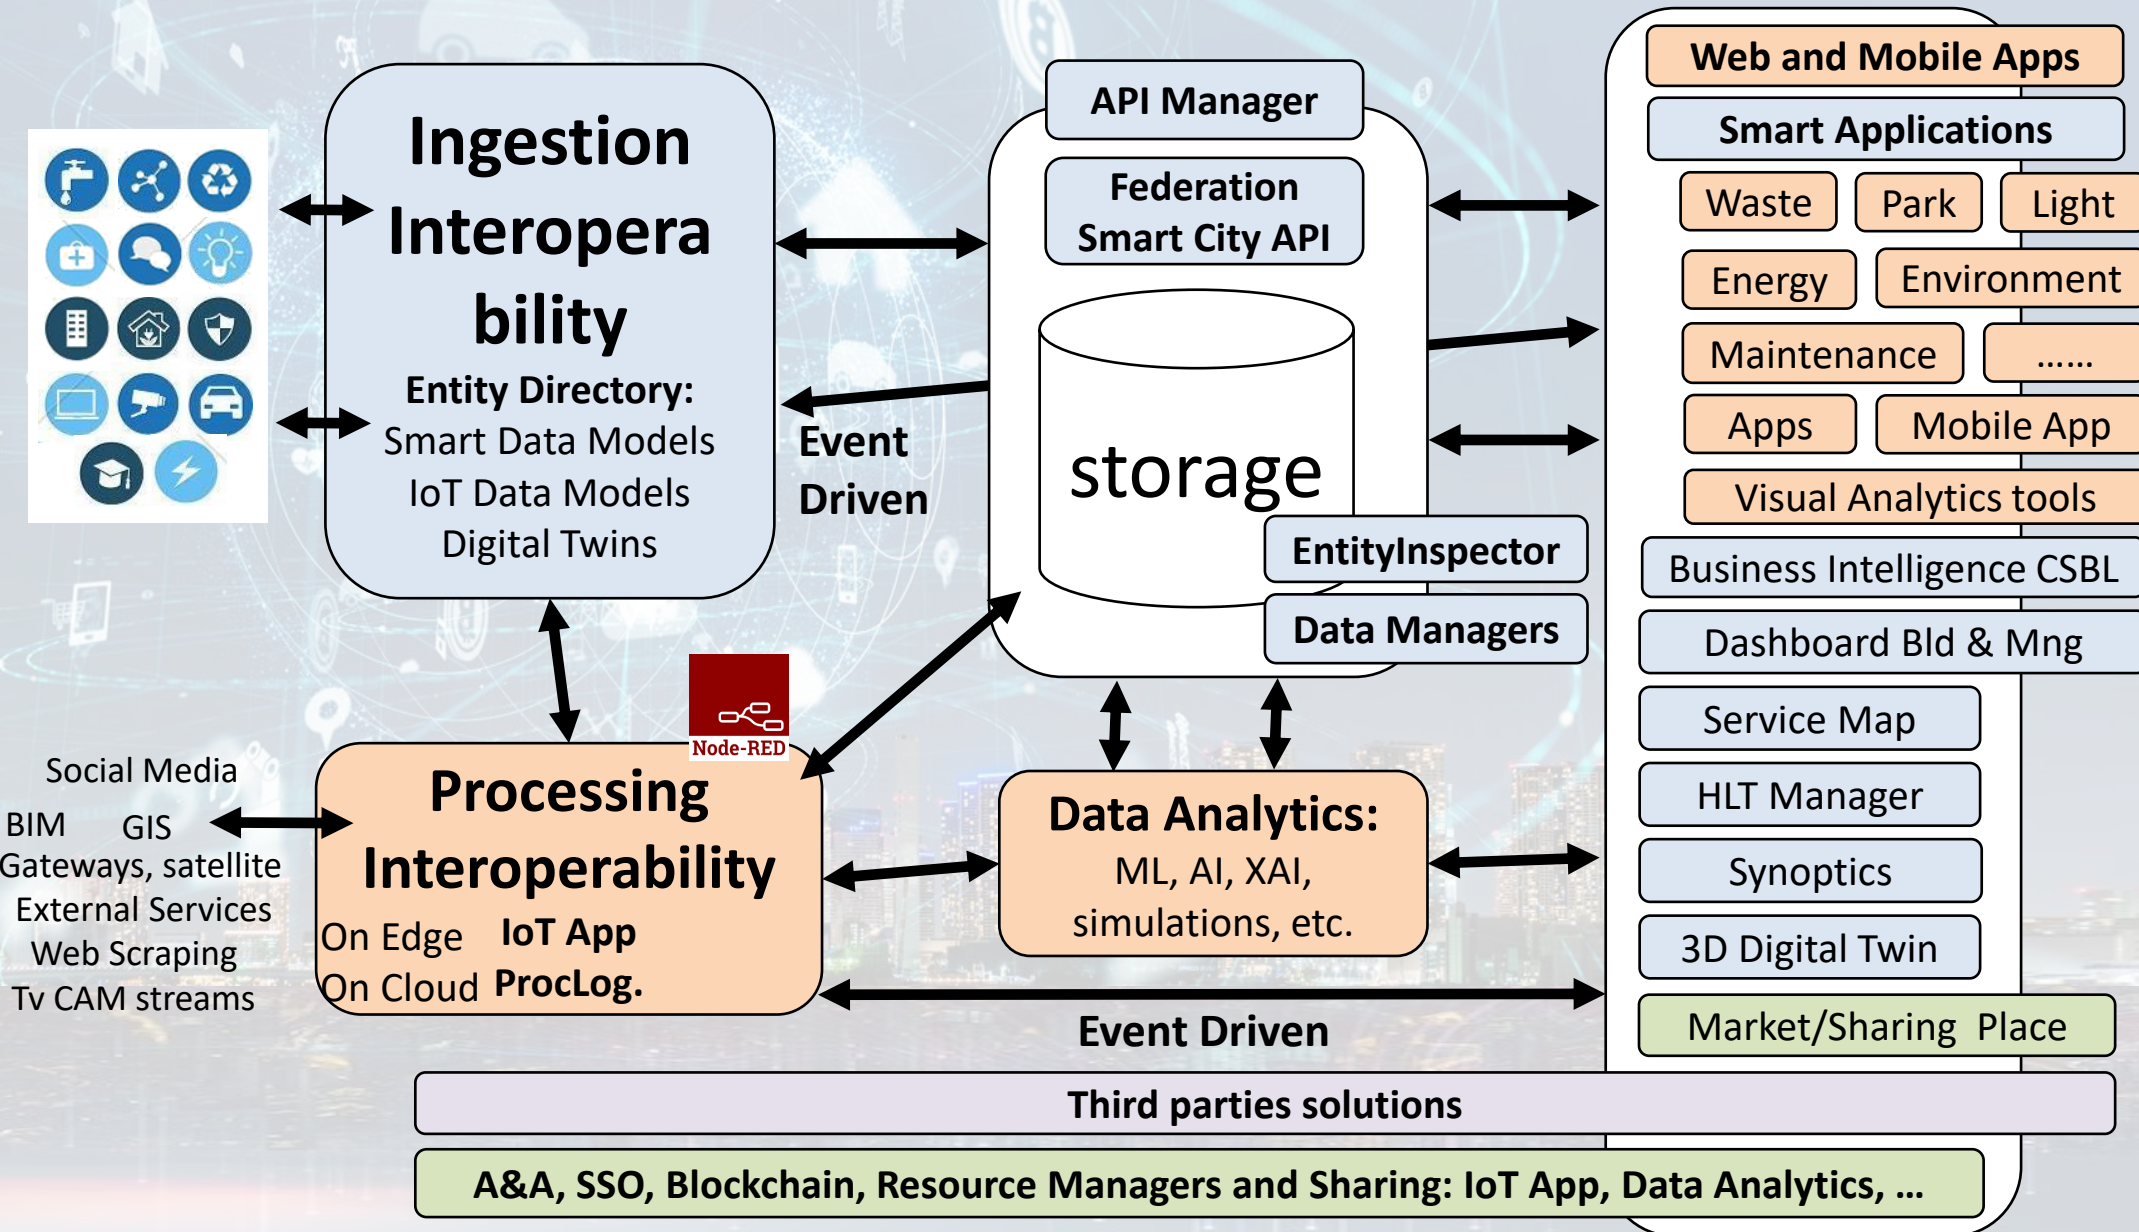 Ingestion
Interopera
bility
Entity Directory:
Smart Data Models
IoT Data Models
Digital Twins
Event
Driven
API Manager
Federation
Smart City API
storage
EntityInspector
Data Managers
Node-RED
Social Media
BIM GIS
Gateways, satellite
External Services
Web Scraping
Tv CAM streams
Processing
Interoperability
On Edge IoT App
On Cloud ProcLog.
Data Analytics:
ML, AI, XAI,
simulations, etc.
Event Driven
Web and Mobile Apps
Smart Applications
Waste Park Light
Energy Environment
Maintenance ......
Apps Mobile App
Visual Analytics tools
Business Intelligence CSBL
Dashboard Bld & Mng
Service Map
HLT Manager
Synoptics
3D Digital Twin
Market/Sharing Place
Third parties solutions
A&A, SSO, Blockchain, Resource Managers and Sharing: IoT App, Data Analytics, ...